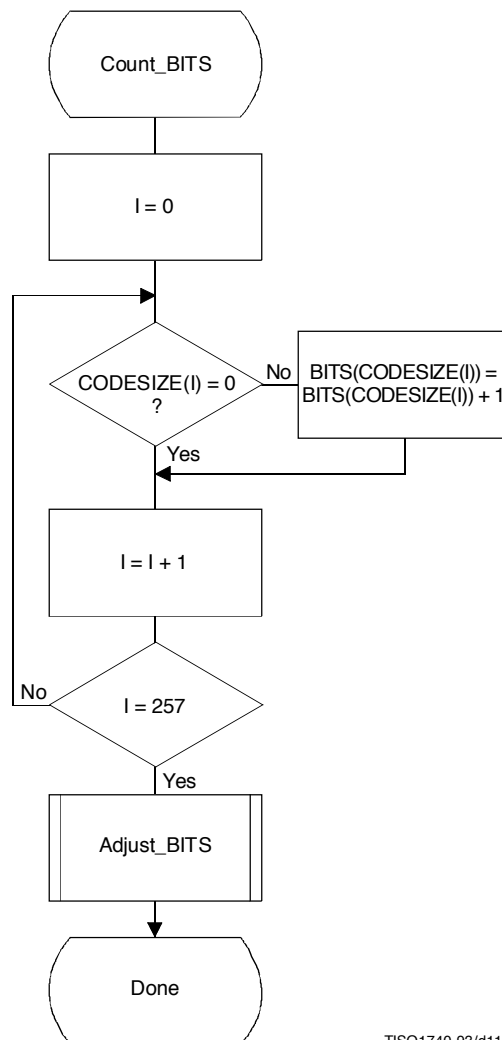 Count_BITS
I = 0
CODESIZE(I) = 0
?
No
BITS(CODESIZE(I)) =
BITS(CODESIZE(I)) + 1
Yes
I = I + 1
No
I = 257
Yes
Adjust_BITS
Done